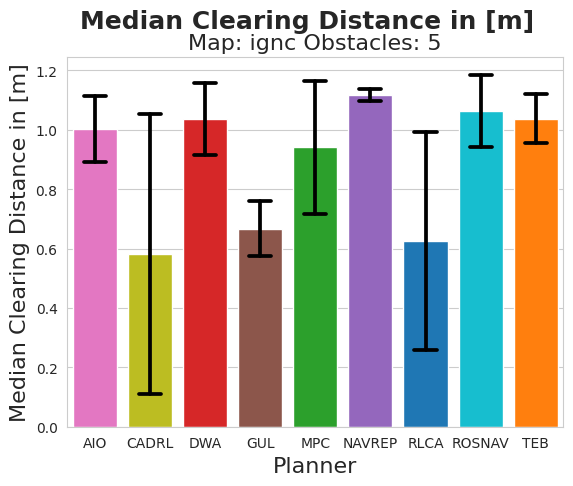 Median Clearing Distance in [m]
Map: ignc Obstacles: 5
Median Clearing Distance in [m]
1.2
1.0
0.8
0.6
0.4
0.2
0.0
AIO CADRL DWA GUL MPC NAVREP RLCA ROSNAV TEB
Planner